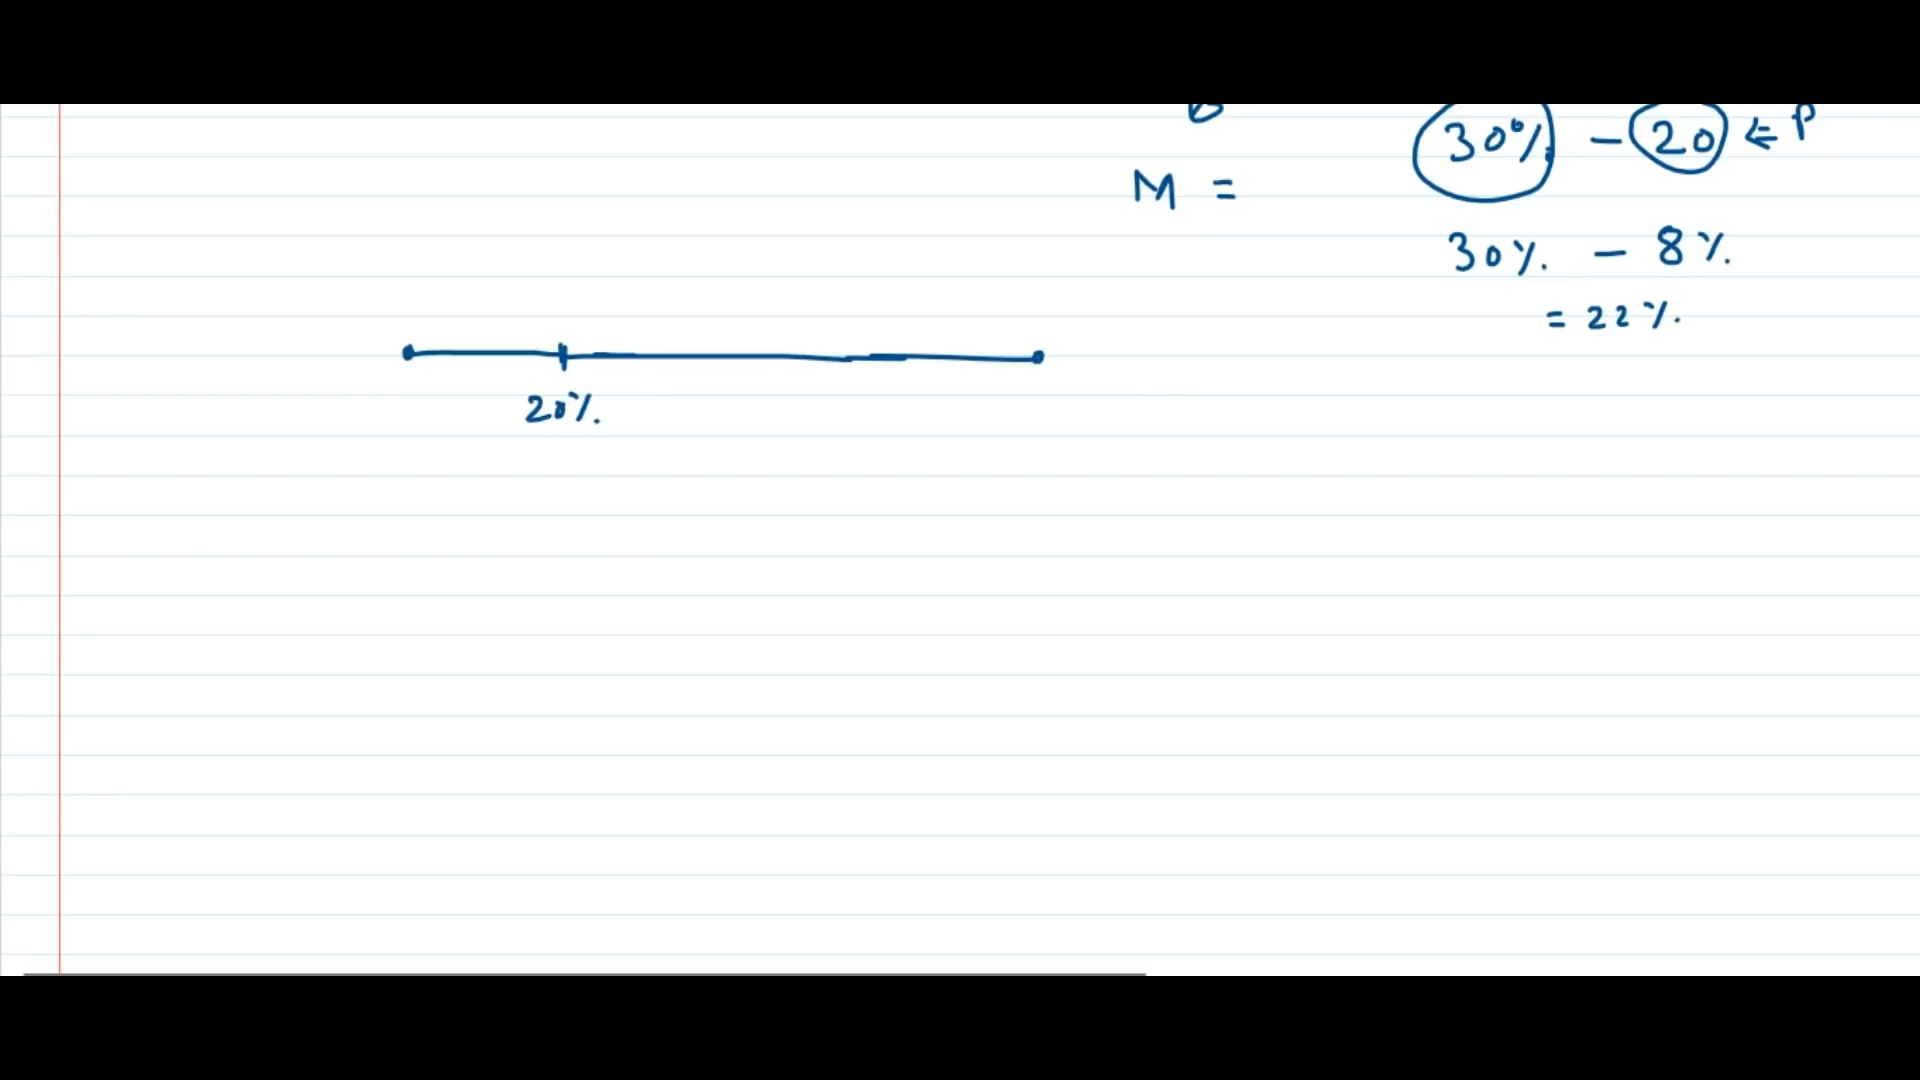 30% - 20 ⇐ P
M =
30% - 8%
= 22%
20%